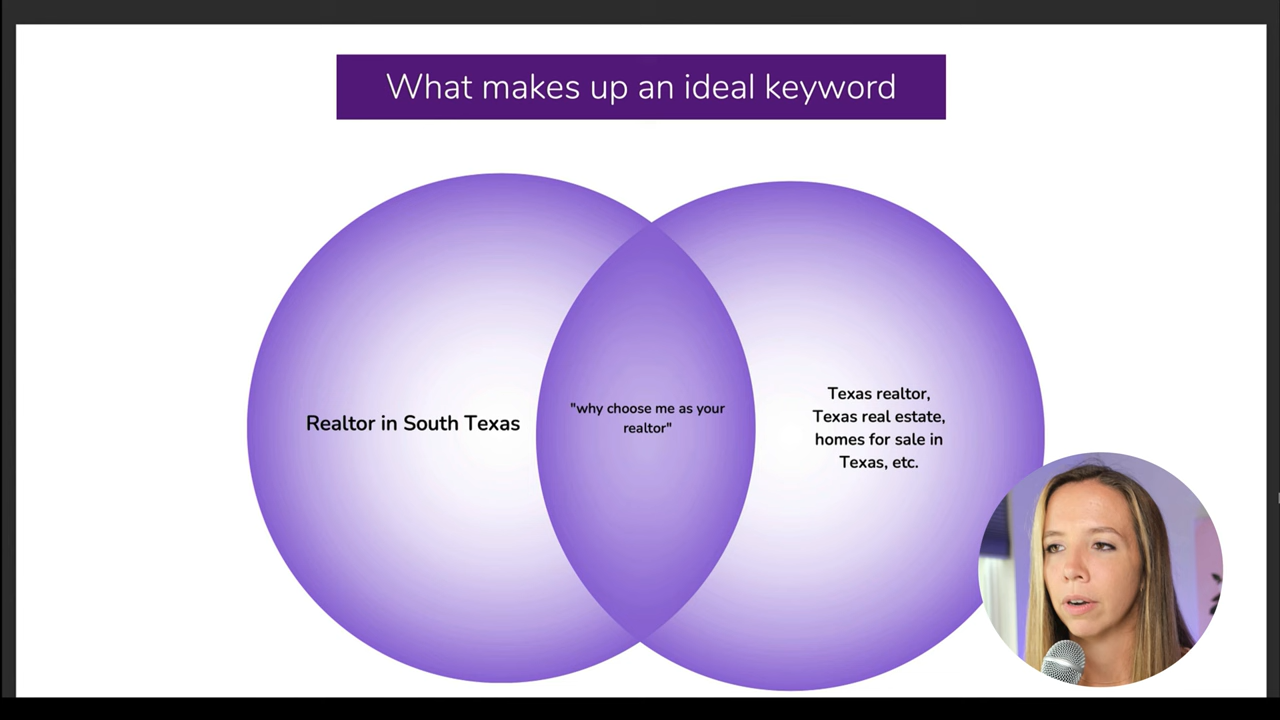 What makes up an ideal keyword
Realtor in South Texas
"why choose me as your
realtor"
Texas realtor,
Texas real estate,
homes for sale in
Texas, etc.